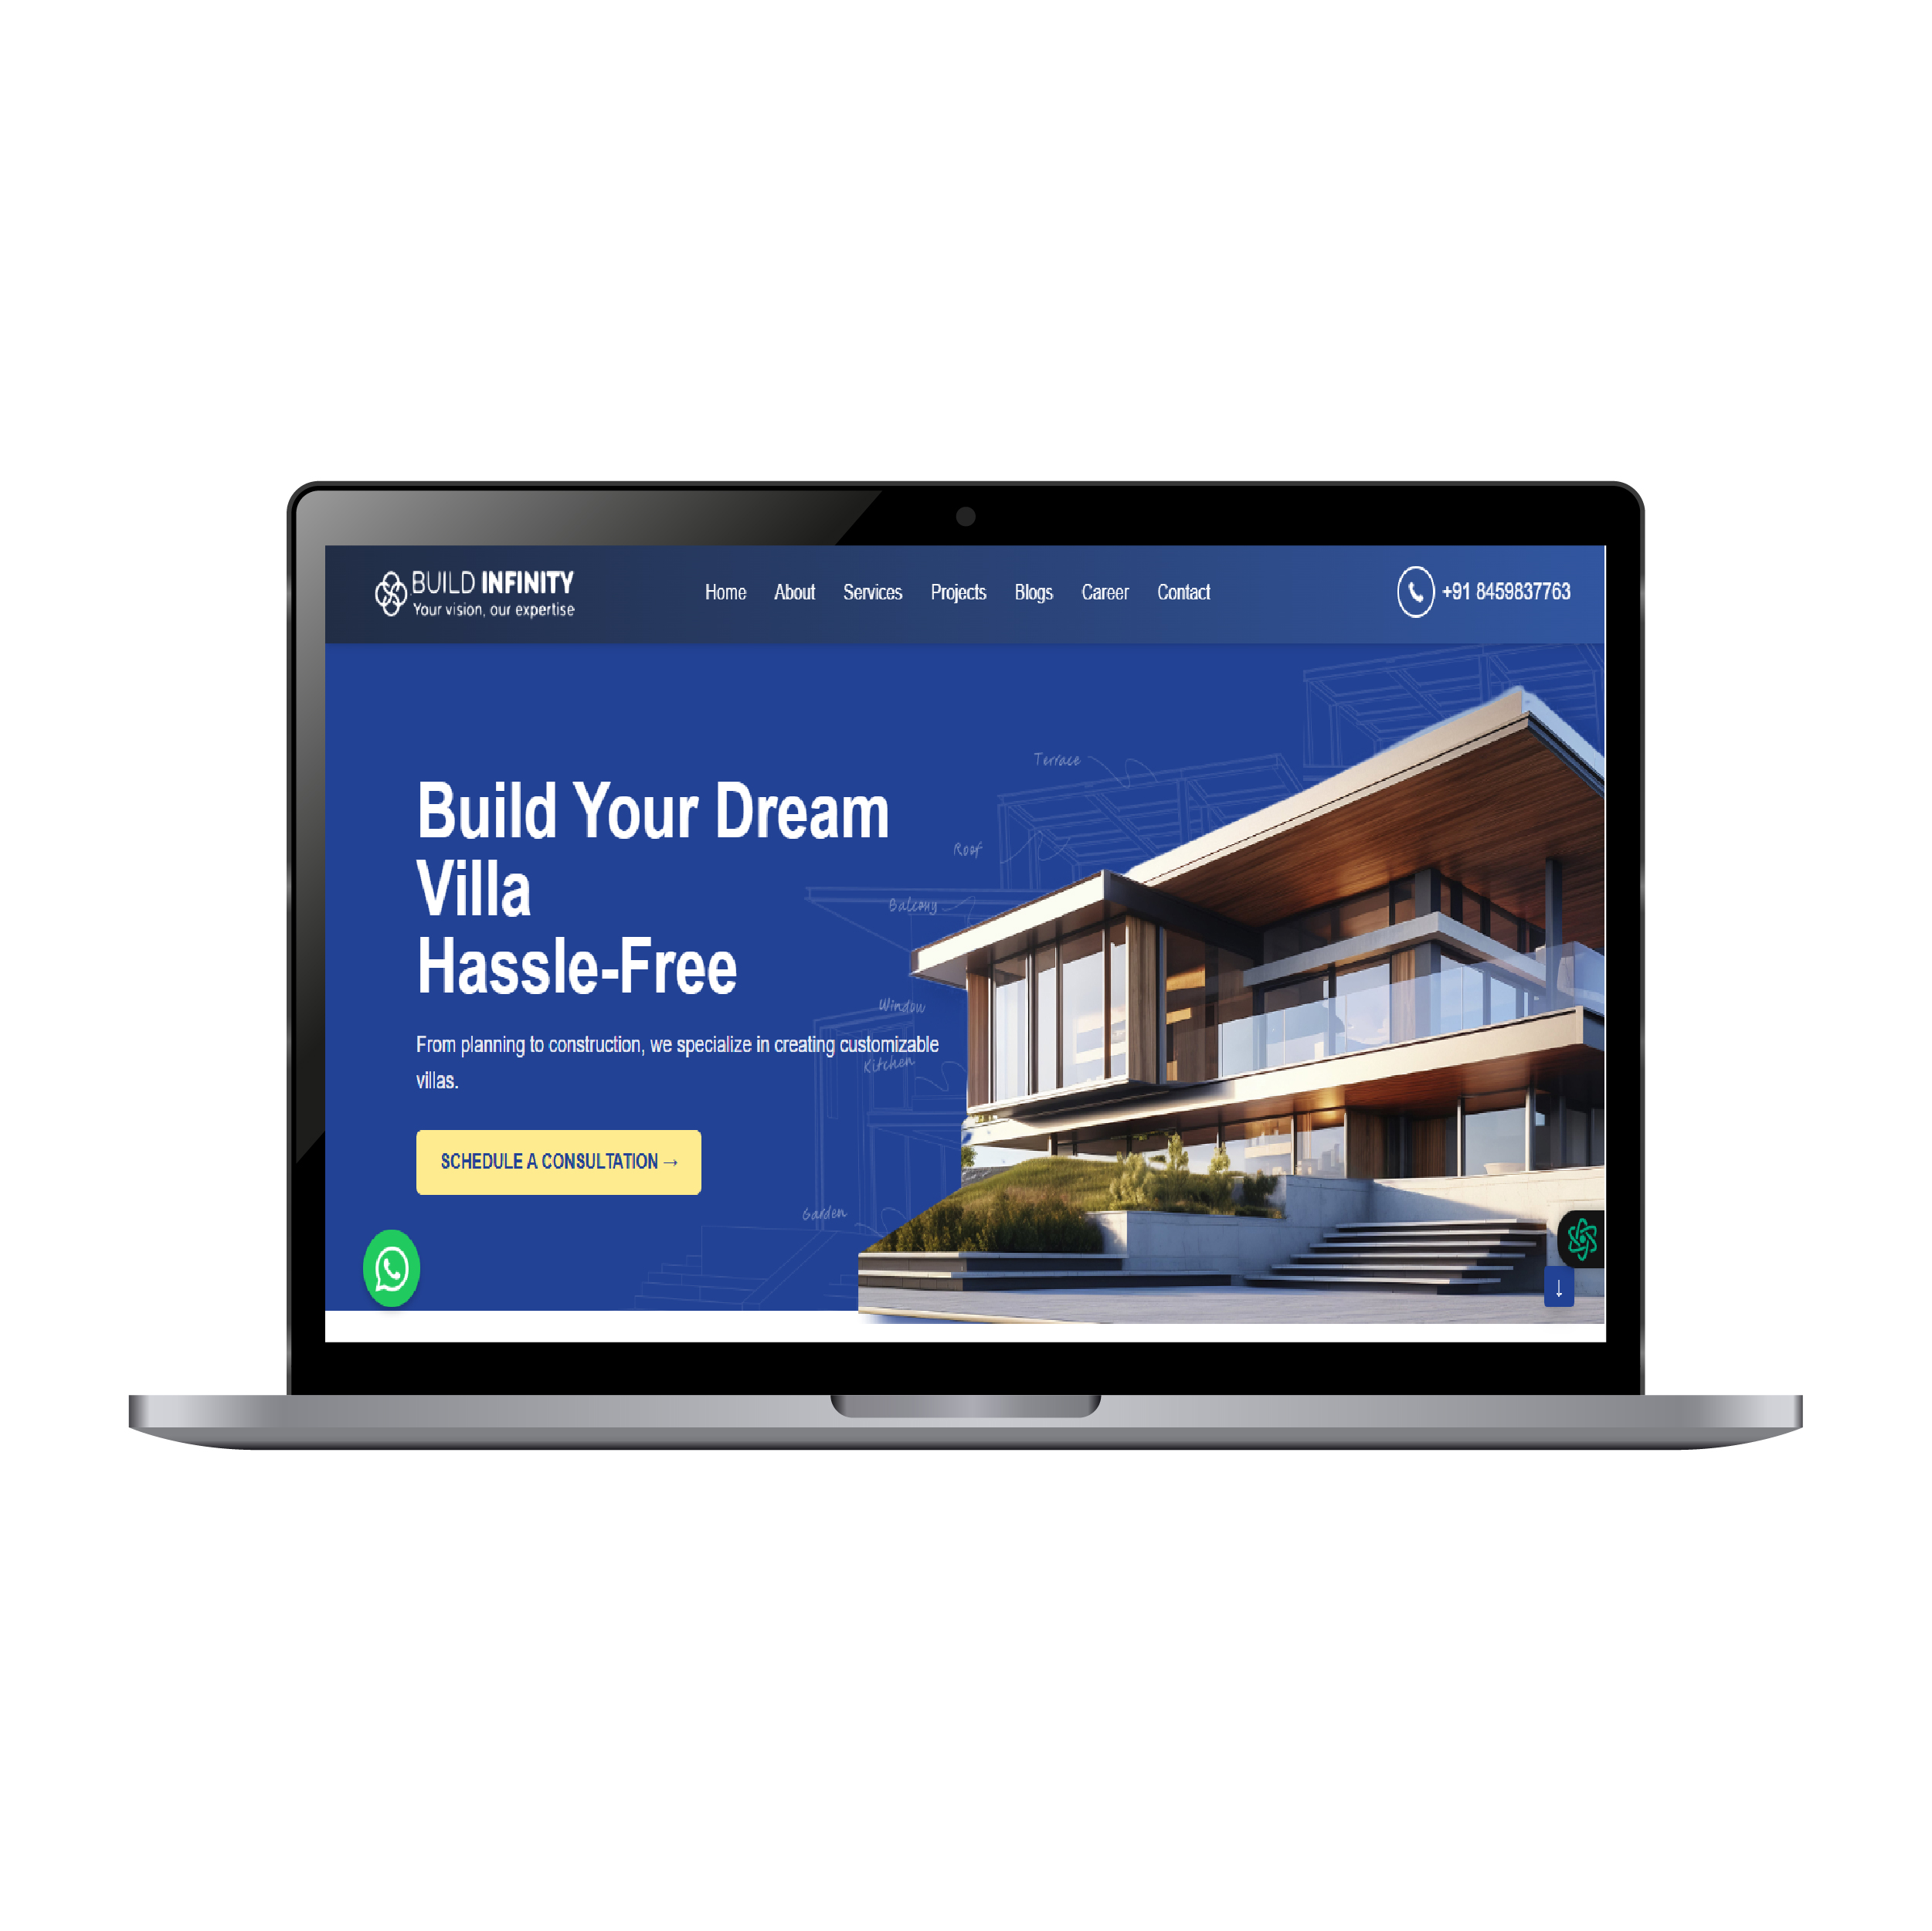 BUILD INFINITY
Your vision, our expertise
Home About Services Projects Blogs Career Contact
+91 8459837763
Build Your Dream
Villa
Hassle-Free
From planning to construction, we specialize in creating customizable
villas.
SCHEDULE A CONSULTATION →
Terrace
Roof
Balcony
Window
Kitchen
Garden
↓